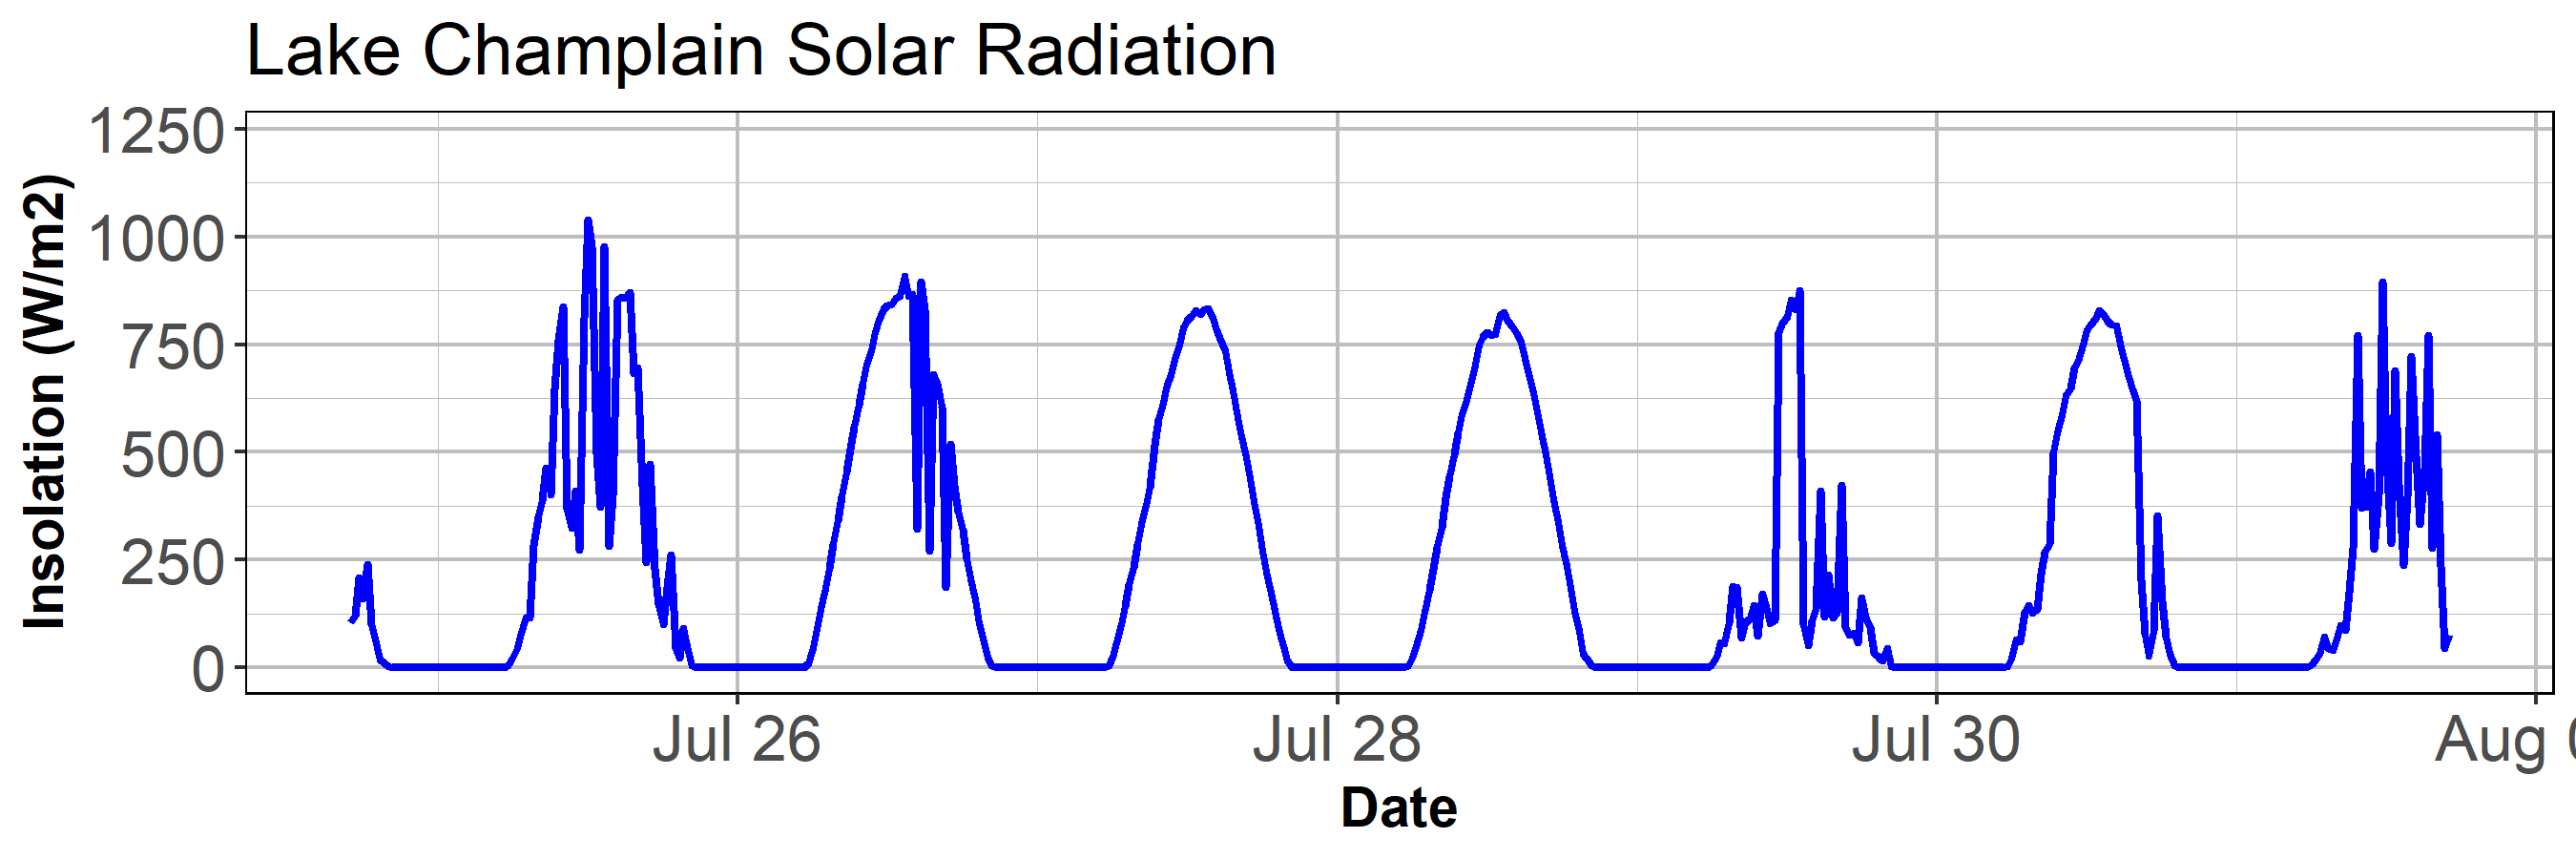 Lake Champlain Solar Radiation
1250
1000
750
500
250
0
Insolation (W/m2)
Jul 26 Jul 28 Jul 30 Aug
Date